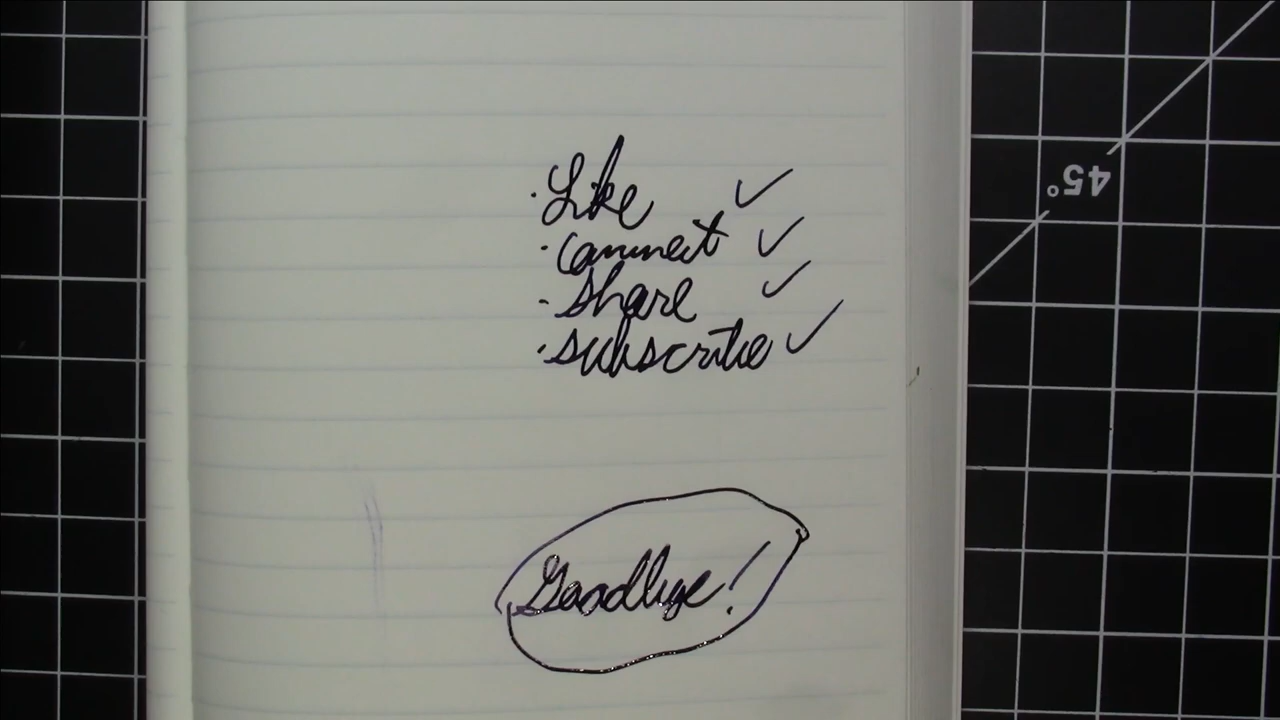 · Like ✓
· Comment ✓
- Share ✓
· subscribe ✓
Goodbye!
45°